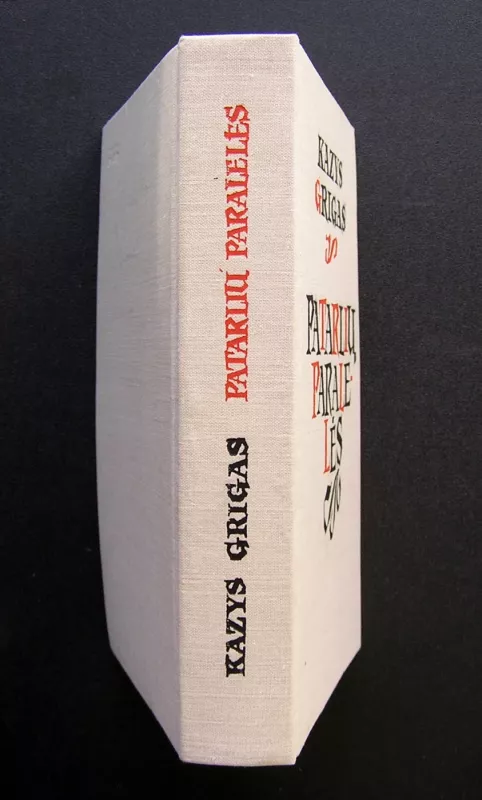 KAZYS GRIGAS PATARLIŲ PARALELĖS
KAZYS
GRIGAS
PATARLIŲ
PARALE-
LĖS